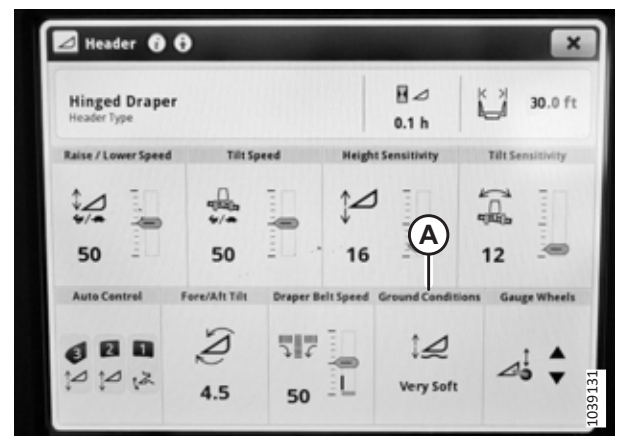 Header
Hinged Draper
Header Type
0.1 h
30.0 ft
Raise / Lower Speed
Tilt Speed
Height Sensitivity
Tilt Sensitivity
50
50
16
12
A
Auto Control
Fore/Aft Tilt
Draper Belt Speed
Ground Conditions
Gauge Wheels
3 2 1
4.5
50
Very Soft
1039131